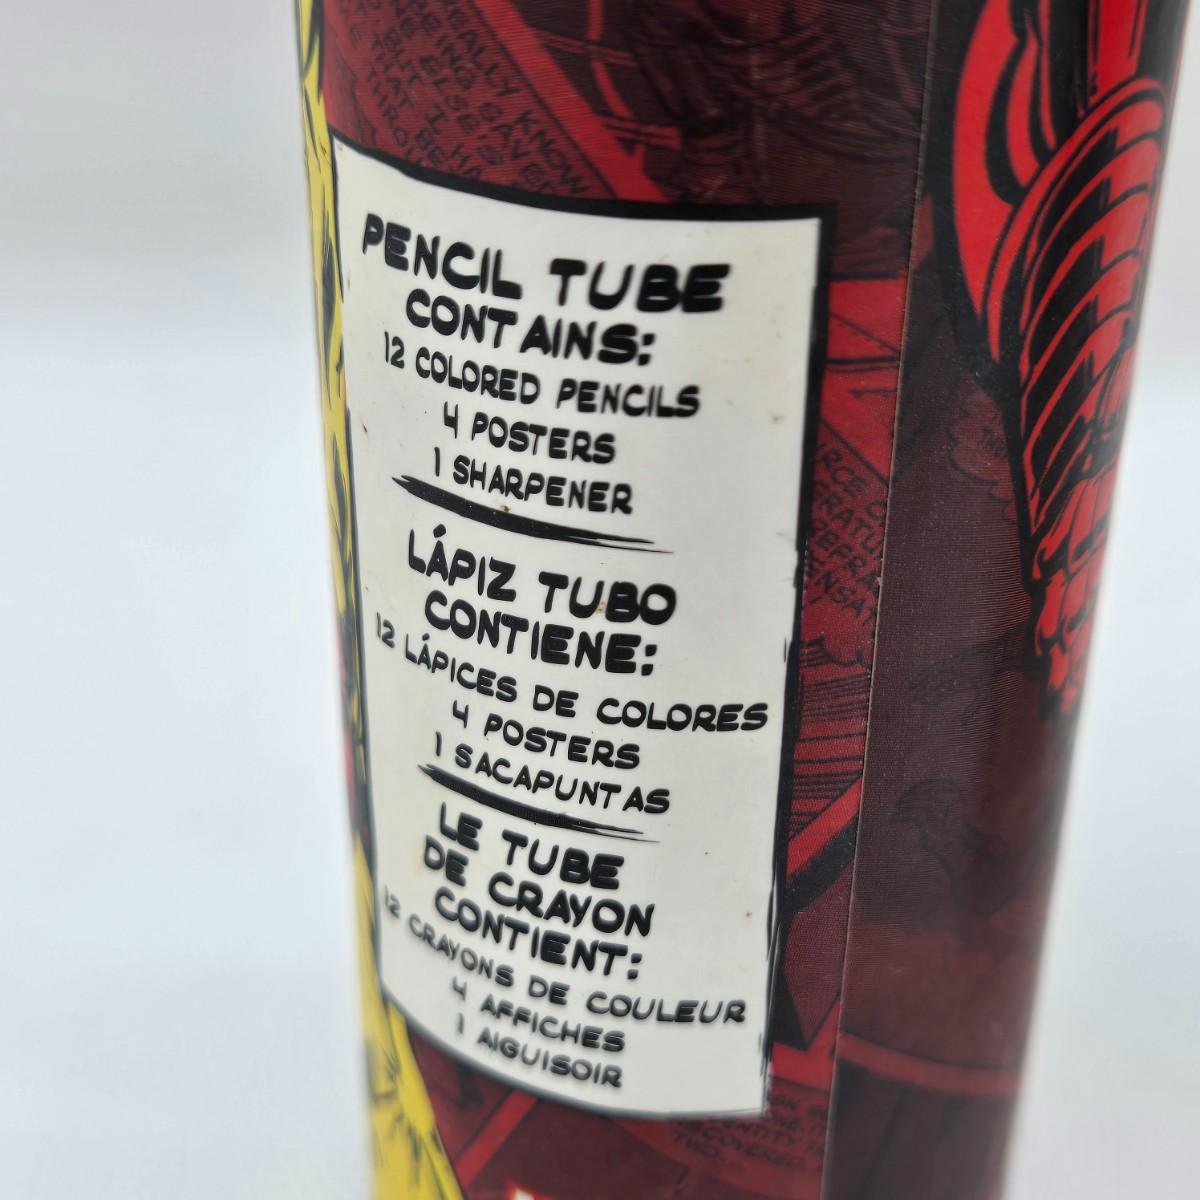 PENCIL TUBE
CONTAINS:
12 COLORED PENCILS
4 POSTERS
1 SHARPENER
LÁPIZ TUBO
CONTIENE:
12 LÁPICES DE COLORES
4 POSTERS
1 SACAPUNTAS
LE TUBE
DE CRAYON
CONTIENT:
12 CRAYONS DE COULEUR
4 AFFICHES
1 AIGUISOIR